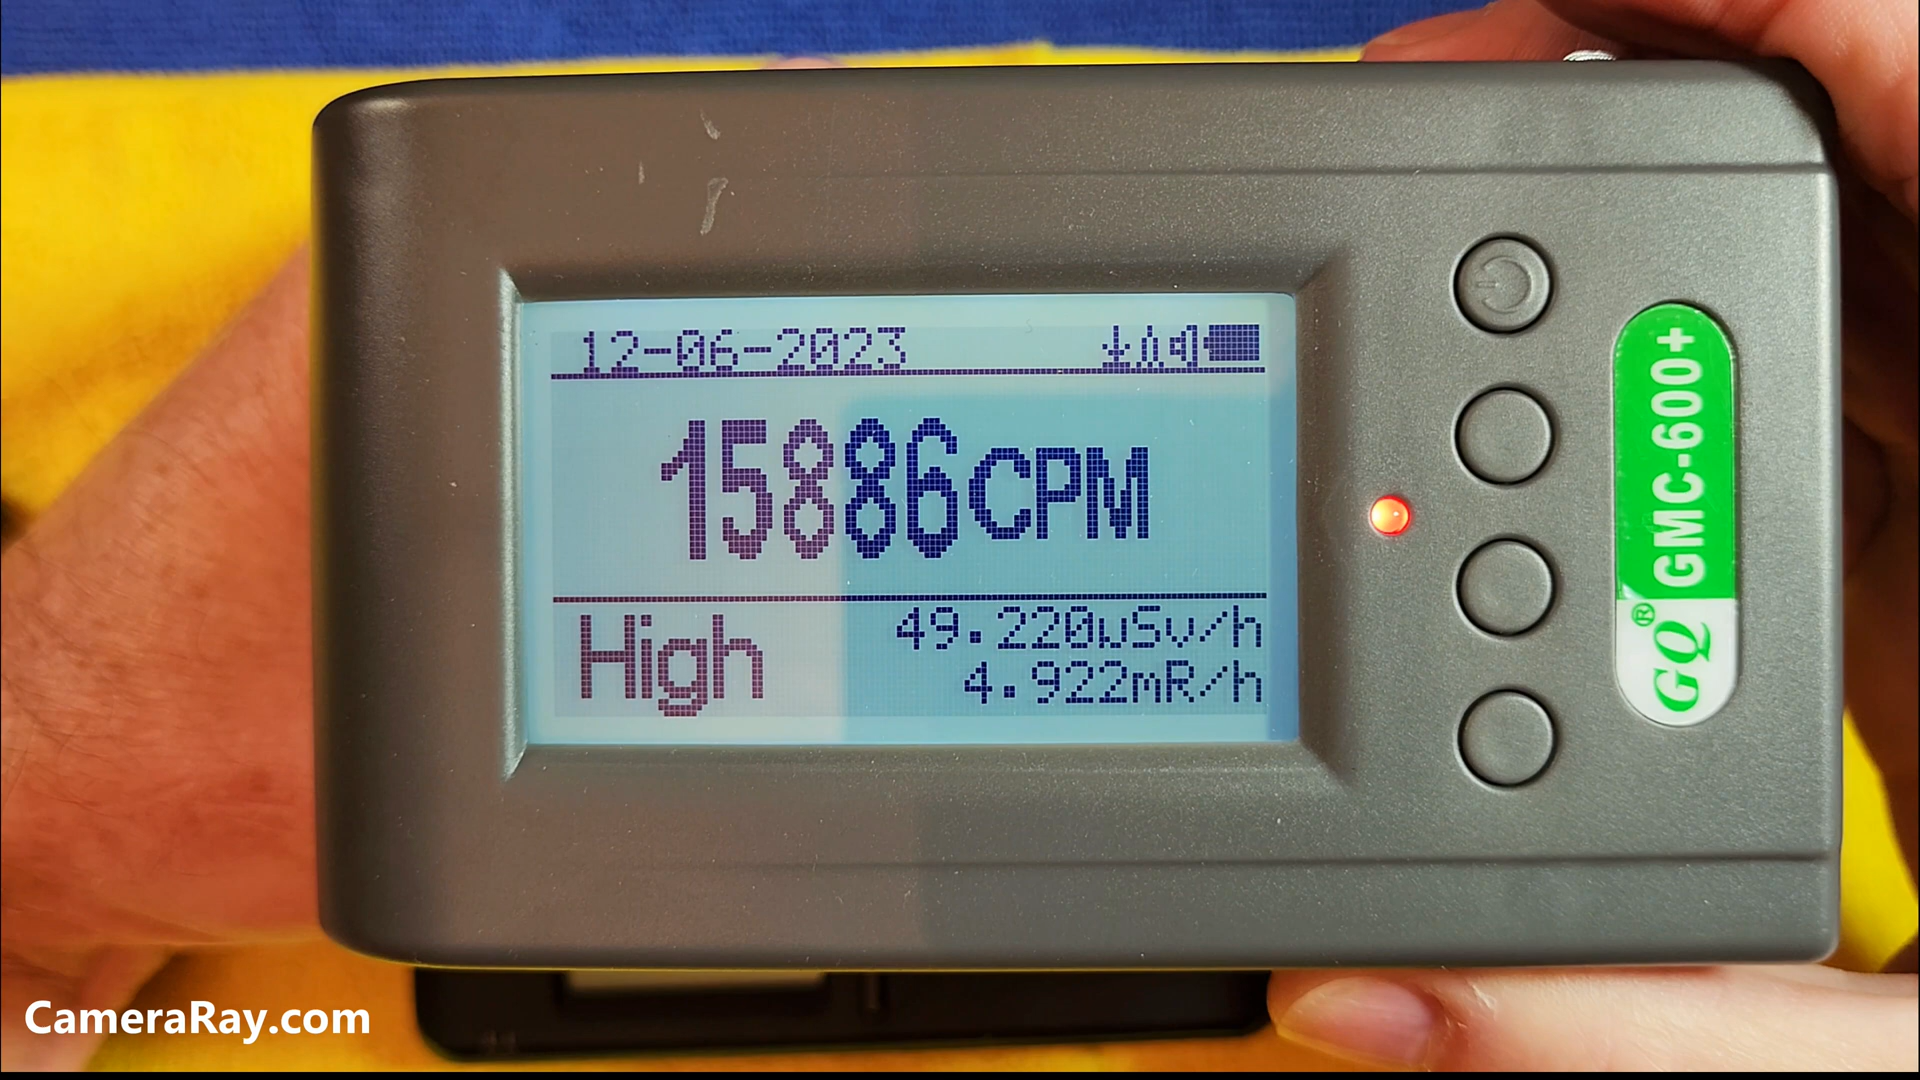 12-06-2023
15886CPM
High
49.220uSv/h
4.922mR/h
GQ® GMC-600+
CameraRay.com